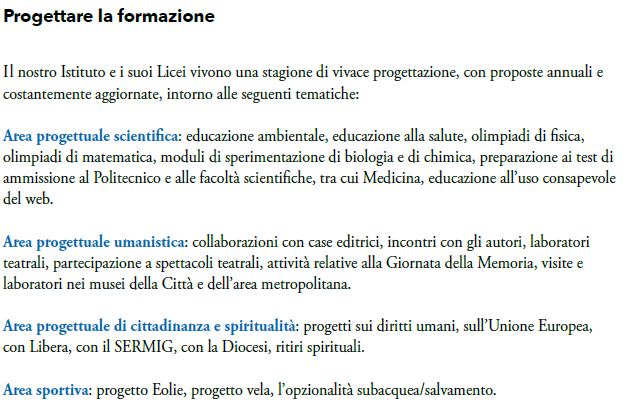 Progettare la formazione
Il nostro Istituto e i suoi Licei vivono una stagione di vivace progettazione, con proposte annuali e
costantemente aggiornate, intorno alle seguenti tematiche:
Area progettuale scientifica: educazione ambientale, educazione alla salute, olimpiadi di fisica,
olimpiadi di matematica, moduli di sperimentazione di biologia e di chimica, preparazione ai test di
ammissione al Politecnico e alle facoltà scientifiche, tra cui Medicina, educazione all'uso consapevole
del web.
Area progettuale umanistica: collaborazioni con case editrici, incontri con gli autori, laboratori
teatrali, partecipazione a spettacoli teatrali, attività relative alla Giornata della Memoria, visite e
laboratori nei musei della Città e dell'area metropolitana.
Area progettuale di cittadinanza e spiritualità: progetti sui diritti umani, sull'Unione Europea,
con Libera, con il SERMIG, con la Diocesi, ritiri spirituali.
Area sportiva: progetto Eolie, progetto vela, l'opzionalità subacquea/salvamento.